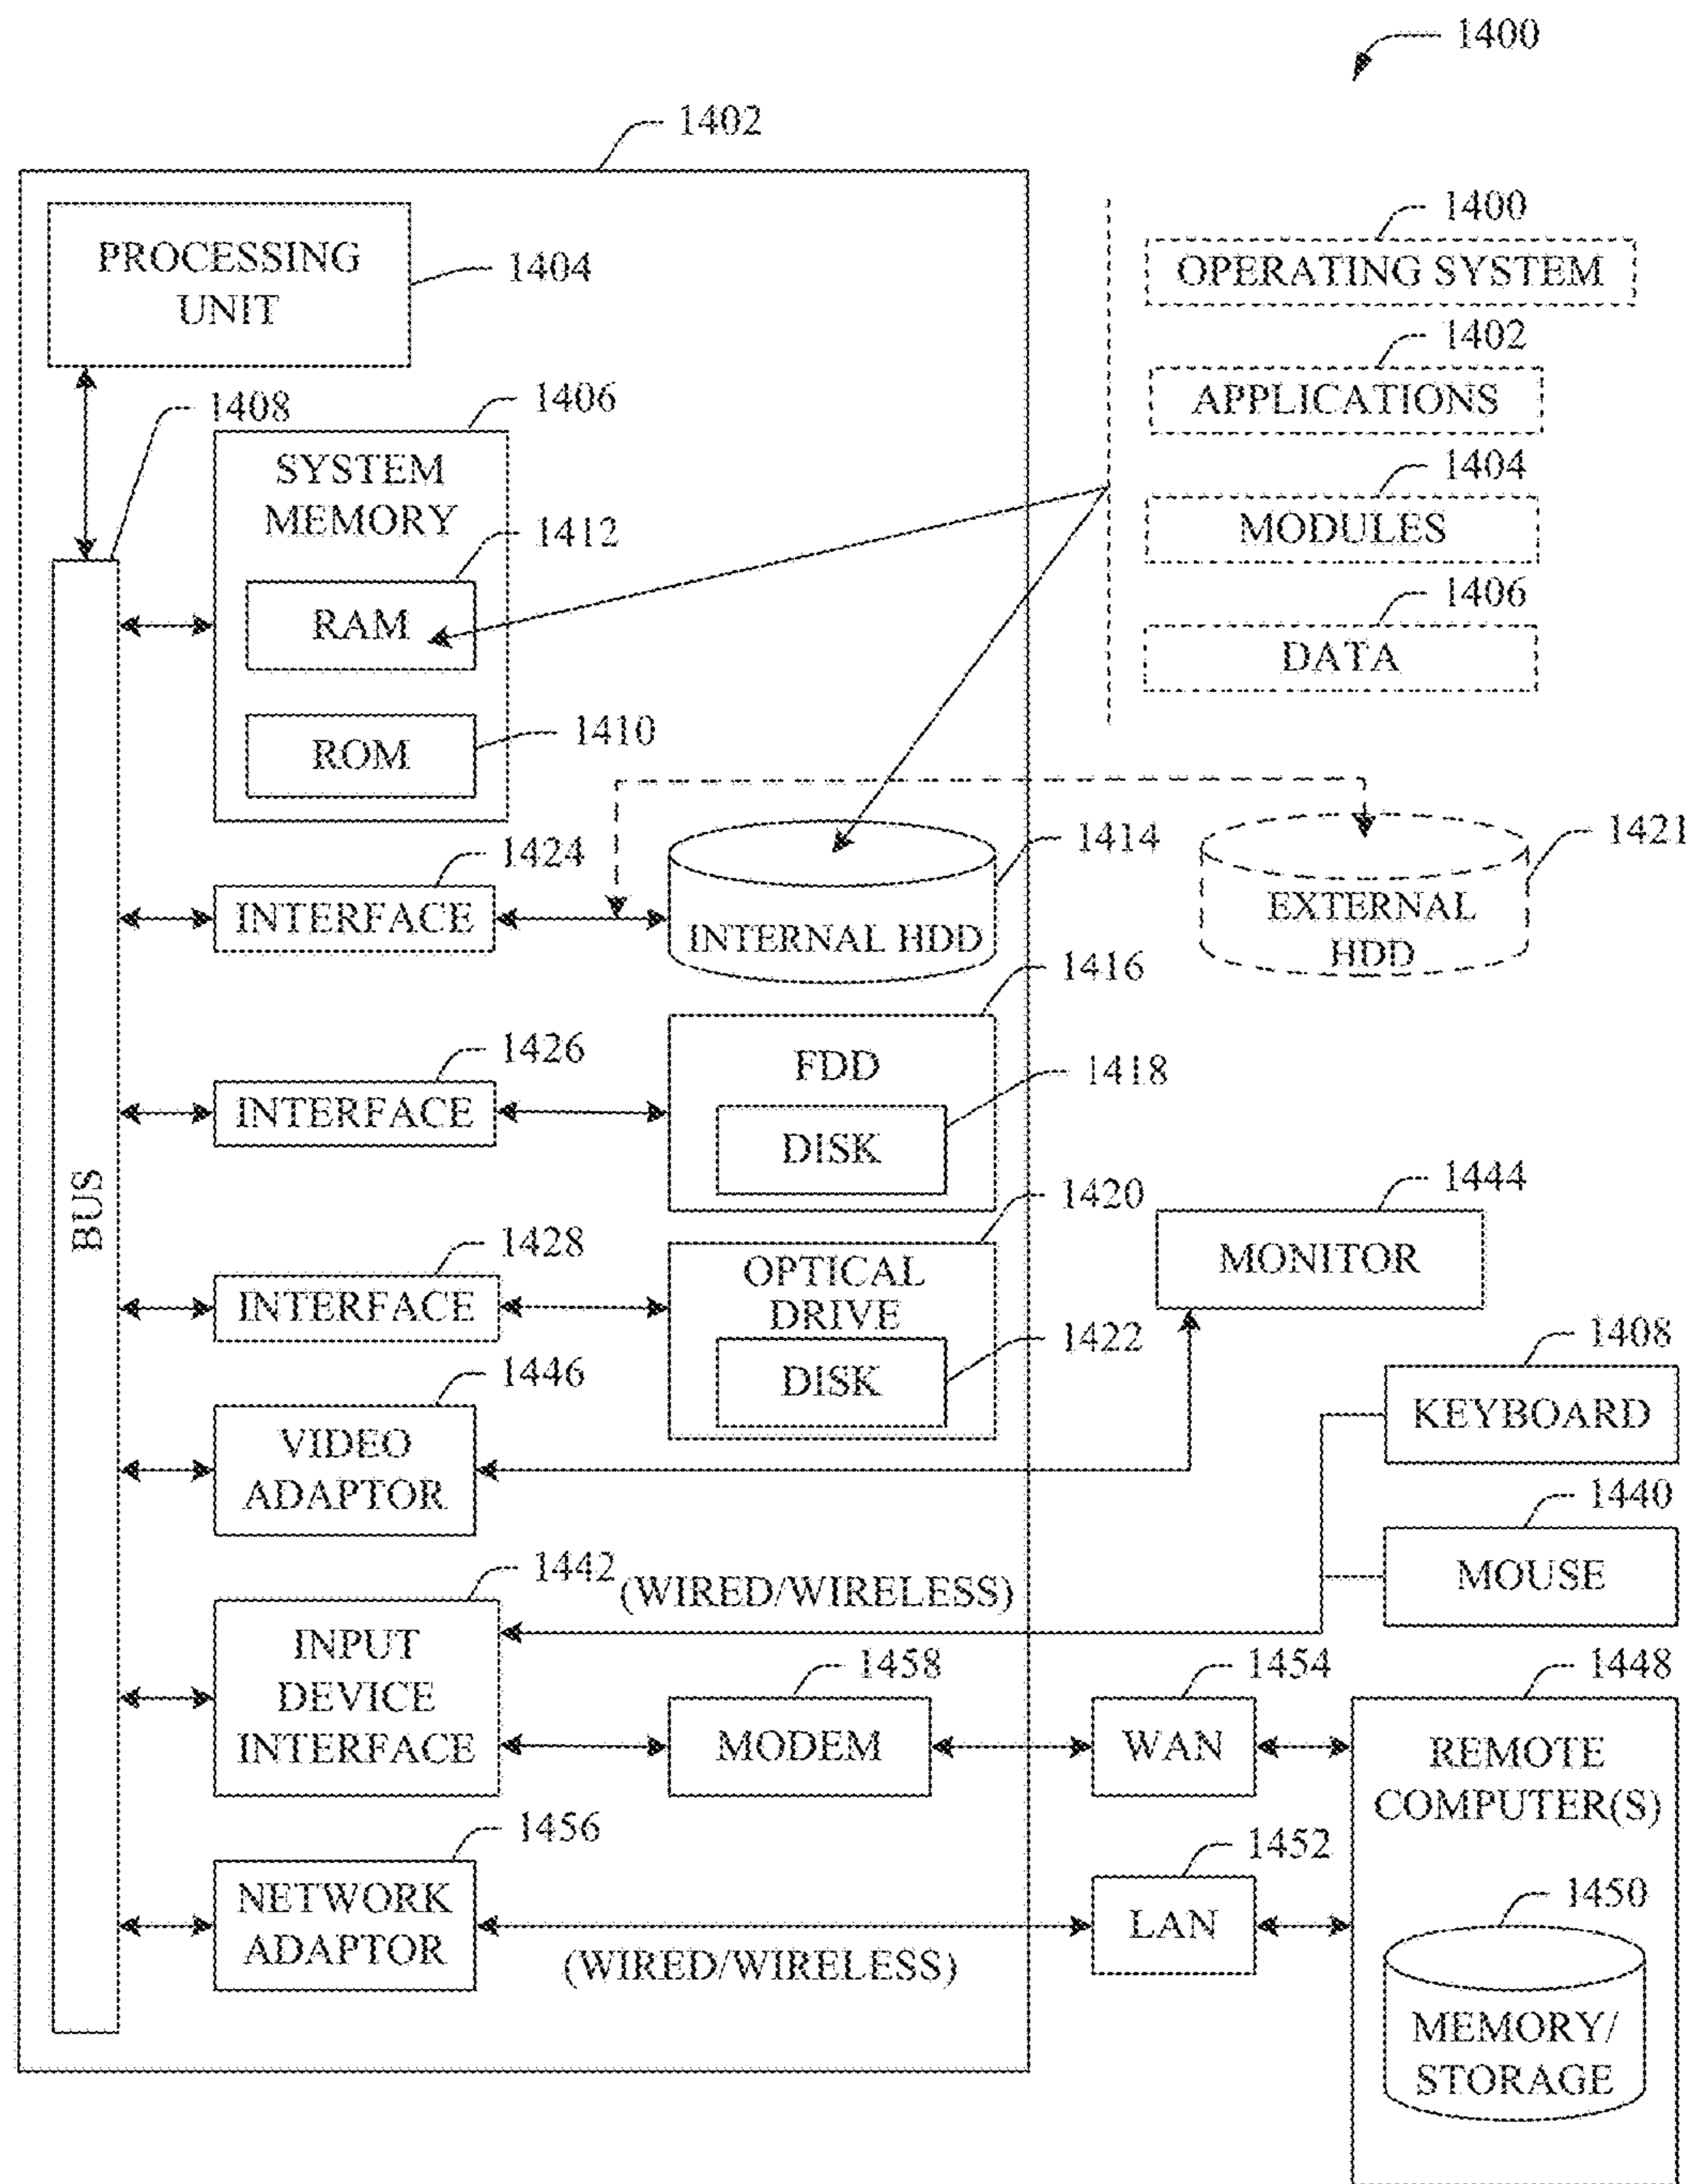 1400
1402
PROCESSING
UNIT
1404
1400
OPERATING SYSTEM
1402
APPLICATIONS
1404
MODULES
1406
DATA
1408
1406
SYSTEM
MEMORY
1412
RAM
1410
ROM
BUS
1424
INTERFACE
1414
INTERNAL HDD
1421
EXTERNAL
HDD
1426
INTERFACE
1416
FDD
1418
DISK
1428
INTERFACE
1420
OPTICAL
DRIVE
1422
DISK
1444
MONITOR
1446
VIDEO
ADAPTOR
1408
KEYBOARD
1440
MOUSE
1442
(WIRED/WIRELESS)
INPUT
DEVICE
INTERFACE
1458
MODEM
1454
WAN
1448
REMOTE
COMPUTER(S)
1456
NETWORK
ADAPTOR
(WIRED/WIRELESS)
1452
LAN
1450
MEMORY/
STORAGE